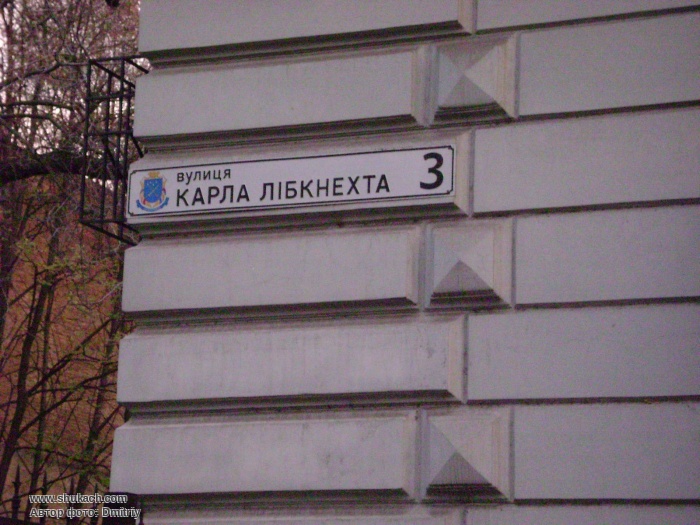 вулиця
КАРЛА ЛІБКНЕХТА 3
www.shukach.com
Автор фото: Dmitriy